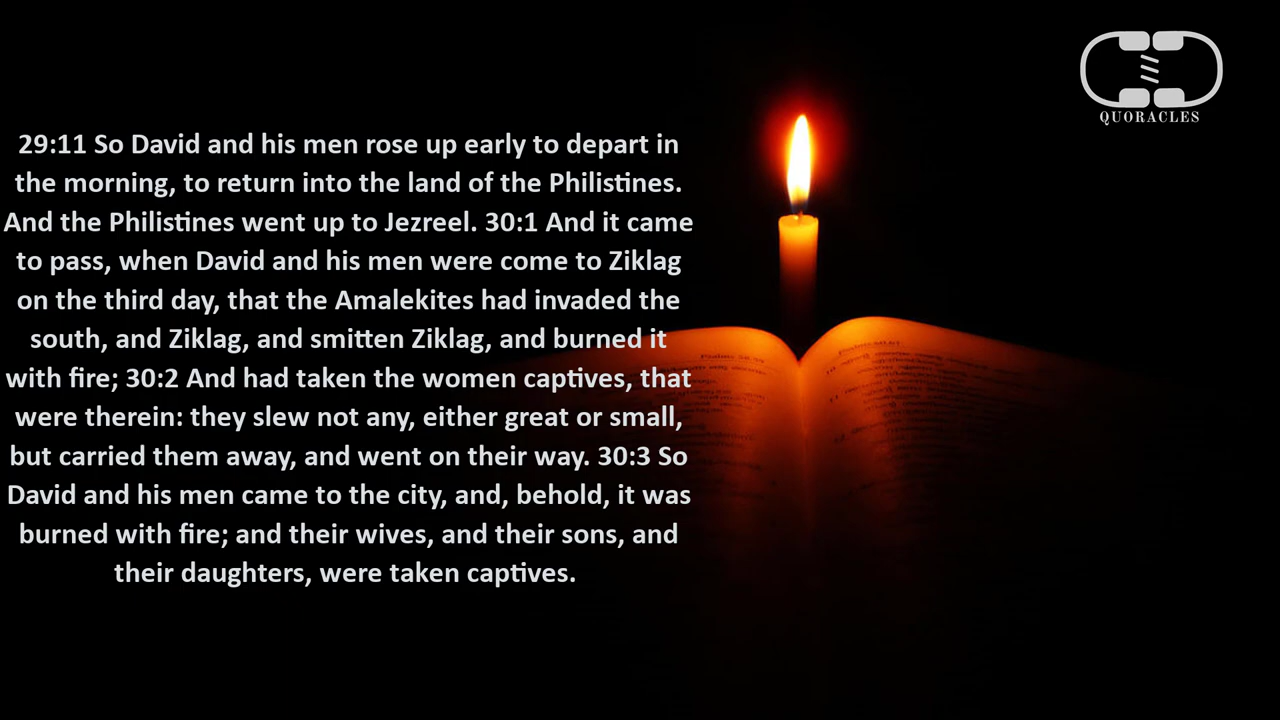 29:11 So David and his men rose up early to depart in
the morning, to return into the land of the Philistines.
And the Philistines went up to Jezreel. 30:1 And it came
to pass, when David and his men were come to Ziklag
on the third day, that the Amalekites had invaded the
south, and Ziklag, and smitten Ziklag, and burned it
with fire; 30:2 And had taken the women captives, that
were therein: they slew not any, either great or small,
but carried them away, and went on their way. 30:3 So
David and his men came to the city, and, behold, it was
burned with fire; and their wives, and their sons, and
their daughters, were taken captives.
QUORACLES